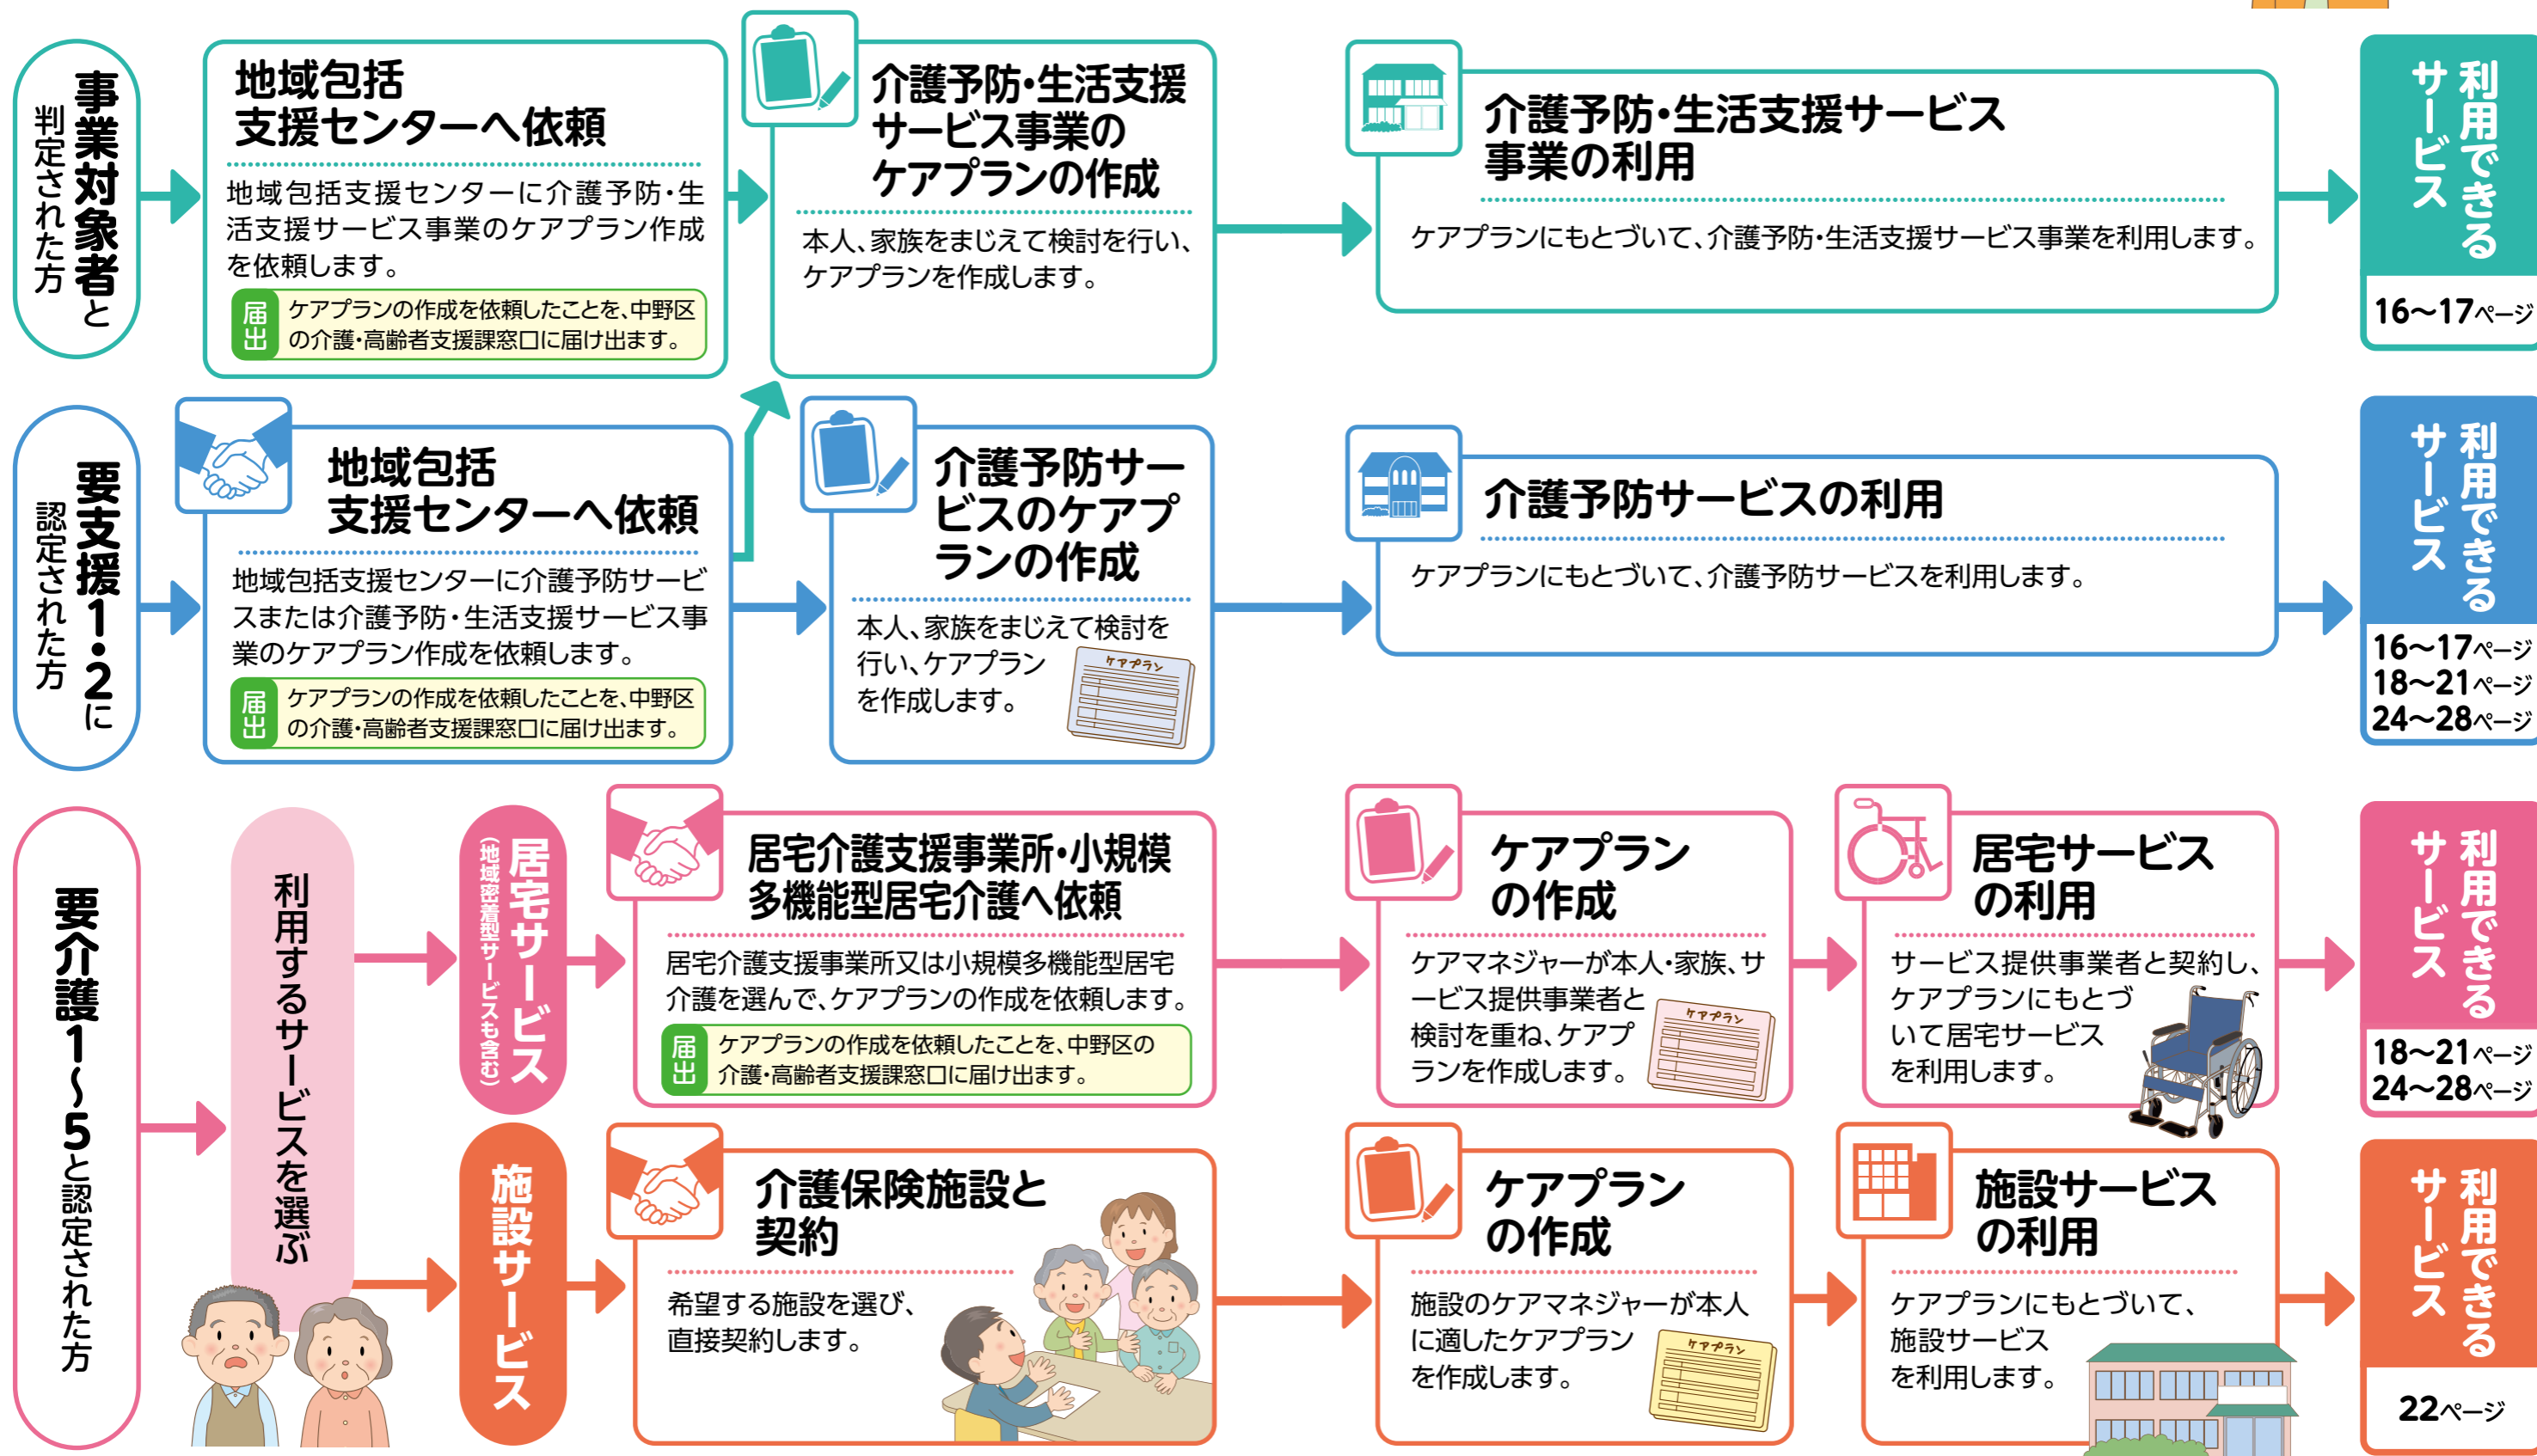 事業対象者と
判定された方
地域包括
支援センターへ依頼
地域包括支援センターに介護予防・生
活支援サービス事業のケアプラン作成
を依頼します。
届出
ケアプランの作成を依頼したことを、中野区
の介護・高齢者支援課窓口に届け出ます。
介護予防・生活支援
サービス事業の
ケアプランの作成
本人、家族をまじえて検討を行い、
ケアプランを作成します。
介護予防・生活支援サービス
事業の利用
ケアプランにもとづいて、介護予防・生活支援サービス事業を利用します。
利用できる
サービス
16〜17ページ
要支援1・2に
認定された方
地域包括
支援センターへ依頼
地域包括支援センターに介護予防サービ
スまたは介護予防・生活支援サービス事
業のケアプラン作成を依頼します。
届出
ケアプランの作成を依頼したことを、中野区
の介護・高齢者支援課窓口に届け出ます。
介護予防サー
ビスのケアプ
ランの作成
本人、家族をまじえて検討を
行い、ケアプラン
を作成します。
ケアプラン
介護予防サービスの利用
ケアプランにもとづいて、介護予防サービスを利用します。
利用できる
サービス
16〜17ページ
18〜21ページ
24〜28ページ
要介護1〜5と認定された方
利用するサービスを選ぶ
居宅サービス
(地域密着型サービスも含む)
居宅介護支援事業所・小規模
多機能型居宅介護へ依頼
居宅介護支援事業所又は小規模多機能型居宅
介護を選んで、ケアプランの作成を依頼します。
届出
ケアプランの作成を依頼したことを、中野区の
介護・高齢者支援課窓口に届け出ます。
ケアプラン
の作成
ケアマネジャーが本人・家族、サ
ービス提供事業者と
検討を重ね、ケアプ
ランを作成します。
ケアプラン
居宅サービス
の利用
サービス提供事業者と契約し、
ケアプランにもとづ
いて居宅サービス
を利用します。
利用できる
サービス
18〜21ページ
24〜28ページ
施設サービス
介護保険施設と
契約
希望する施設を選び、
直接契約します。
ケアプラン
の作成
施設のケアマネジャーが本人
に適したケアプラン
を作成します。
ケアプラン
施設サービス
の利用
ケアプランにもとづいて、
施設サービス
を利用します。
利用できる
サービス
22ページ